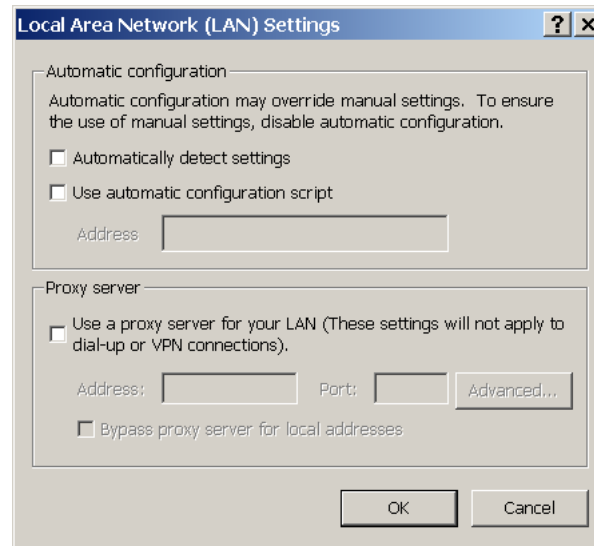 Local Area Network (LAN) Settings
Automatic configuration
Automatic configuration may override manual settings. To ensure
the use of manual settings, disable automatic configuration.
Automatically detect settings
Use automatic configuration script
Address
Proxy server
Use a proxy server for your LAN (These settings will not apply to
dial-up or VPN connections).
Address: Port: Advanced...
Bypass proxy server for local addresses
OK Cancel